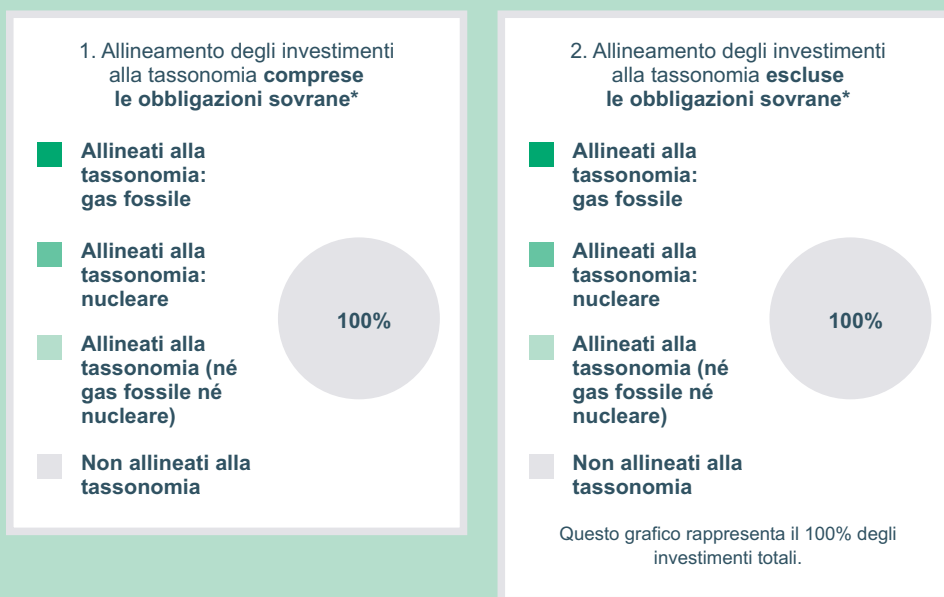 1. Allineamento degli investimenti
alla tassonomia comprese
le obbligazioni sovrane*
Allineati alla
tassonomia:
gas fossile
Allineati alla
tassonomia:
nucleare
Allineati alla
tassonomia (né
gas fossile né
nucleare)
Non allineati alla
tassonomia
100%
2. Allineamento degli investimenti
alla tassonomia escluse
le obbligazioni sovrane*
Allineati alla
tassonomia:
gas fossile
Allineati alla
tassonomia:
nucleare
Allineati alla
tassonomia (né
gas fossile né
nucleare)
Non allineati alla
tassonomia
100%
Questo grafico rappresenta il 100% degli
investimenti totali.